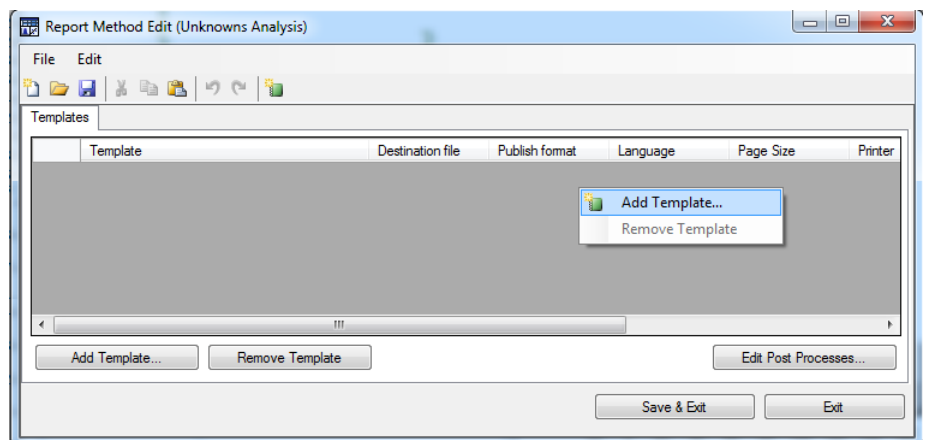 Report Method Edit (Unknowns Analysis)
File Edit
Templates
Template Destination file Publish format Language Page Size Printer
Add Template...
Remove Template
Add Template... Remove Template Edit Post Processes...
Save & Exit Exit